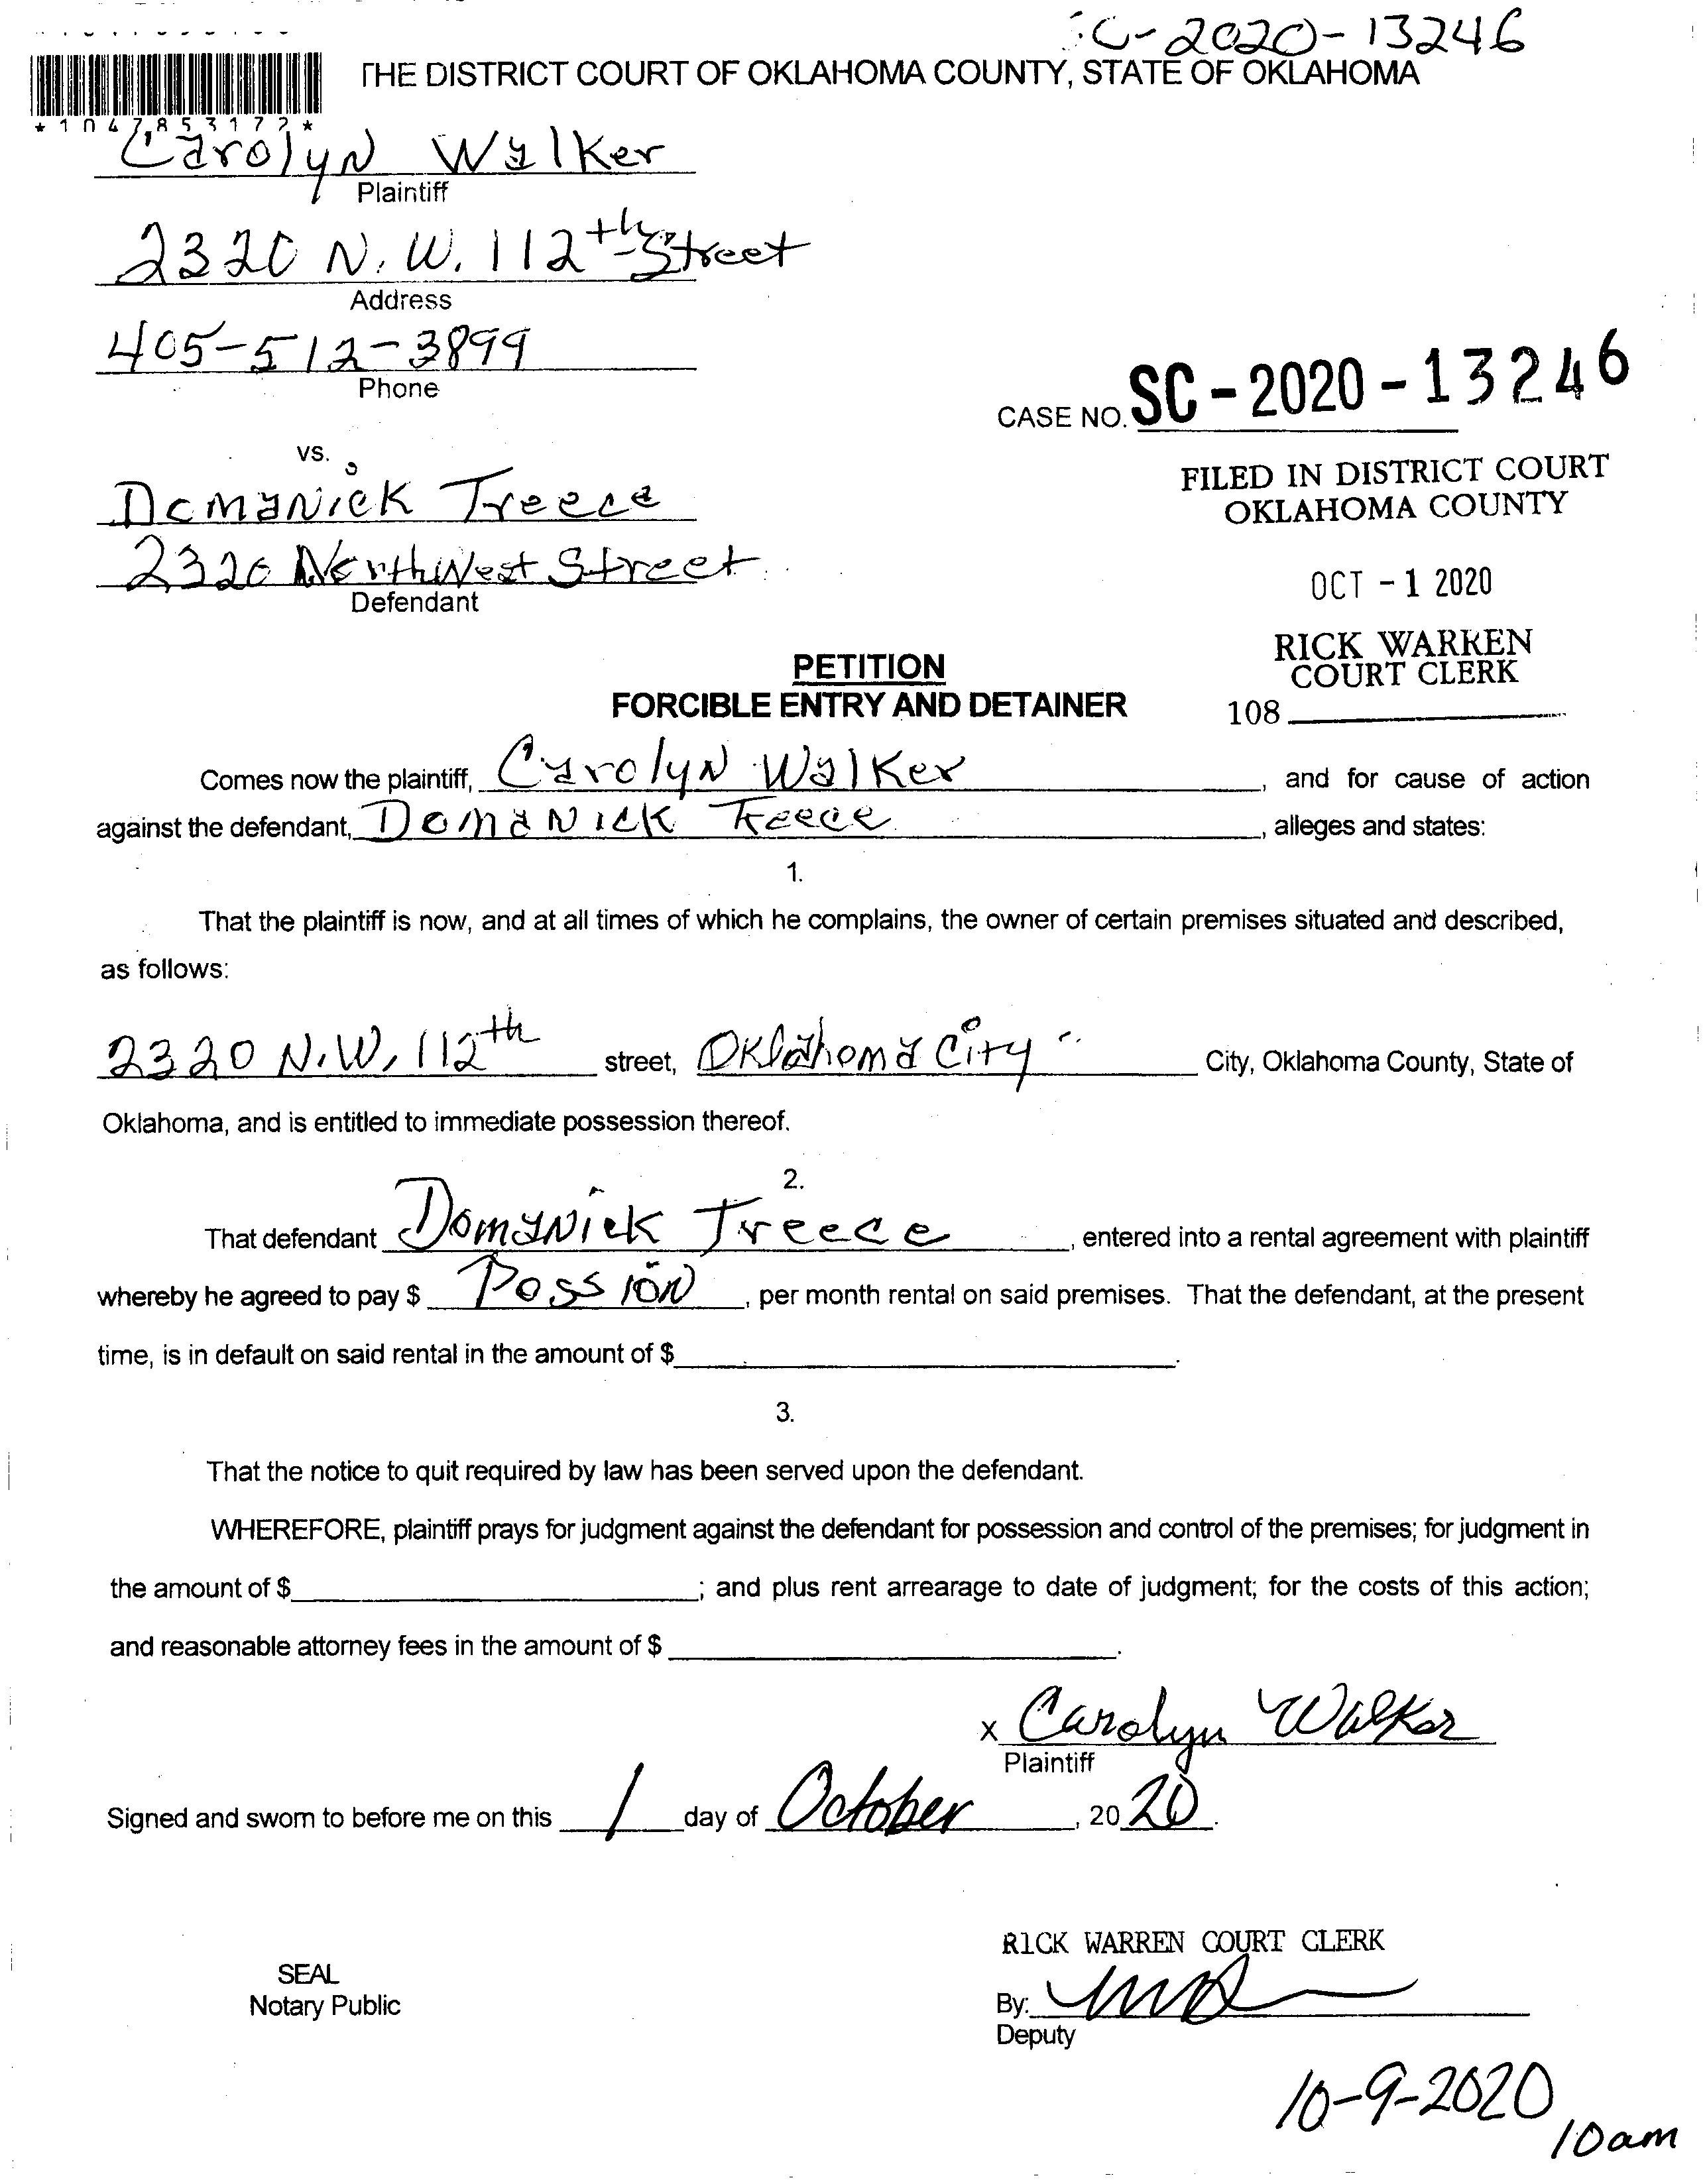 C-2020-13246
THE DISTRICT COURT OF OKLAHOMA COUNTY, STATE OF OKLAHOMA
*1047853172*
Carolyn Walker
Plaintiff
2320 N.W. 112th Street
Address
405-512-3899
Phone
CASE NO. SC-2020-13246
vs.
FILED IN DISTRICT COURT
OKLAHOMA COUNTY
Domanick Treece
2320 NorthWest Street
Defendant
OCT - 1 2020
RICK WARREN
COURT CLERK
108
PETITION
FORCIBLE ENTRY AND DETAINER
Comes now the plaintiff, Carolyn Walker, and for cause of action
against the defendant, Domanick Treece, alleges and states:
1.
That the plaintiff is now, and at all times of which he complains, the owner of certain premises situated and described,
as follows:
2320 N.W. 112th street, Oklahoma City City, Oklahoma County, State of
Oklahoma, and is entitled to immediate possession thereof.
2.
That defendant Domanick Treece, entered into a rental agreement with plaintiff
whereby he agreed to pay $ Possion, per month rental on said premises. That the defendant, at the present
time, is in default on said rental in the amount of $ .
3.
That the notice to quit required by law has been served upon the defendant.
WHEREFORE, plaintiff prays for judgment against the defendant for possession and control of the premises; for judgment in
the amount of $ ; and plus rent arrearage to date of judgment; for the costs of this action;
and reasonable attorney fees in the amount of $ .
x Carolyn Walker
Plaintiff
Signed and sworn to before me on this 1 day of October, 2020.
RICK WARREN COURT CLERK
SEAL
Notary Public
By:
Deputy
10-9-2020
10am